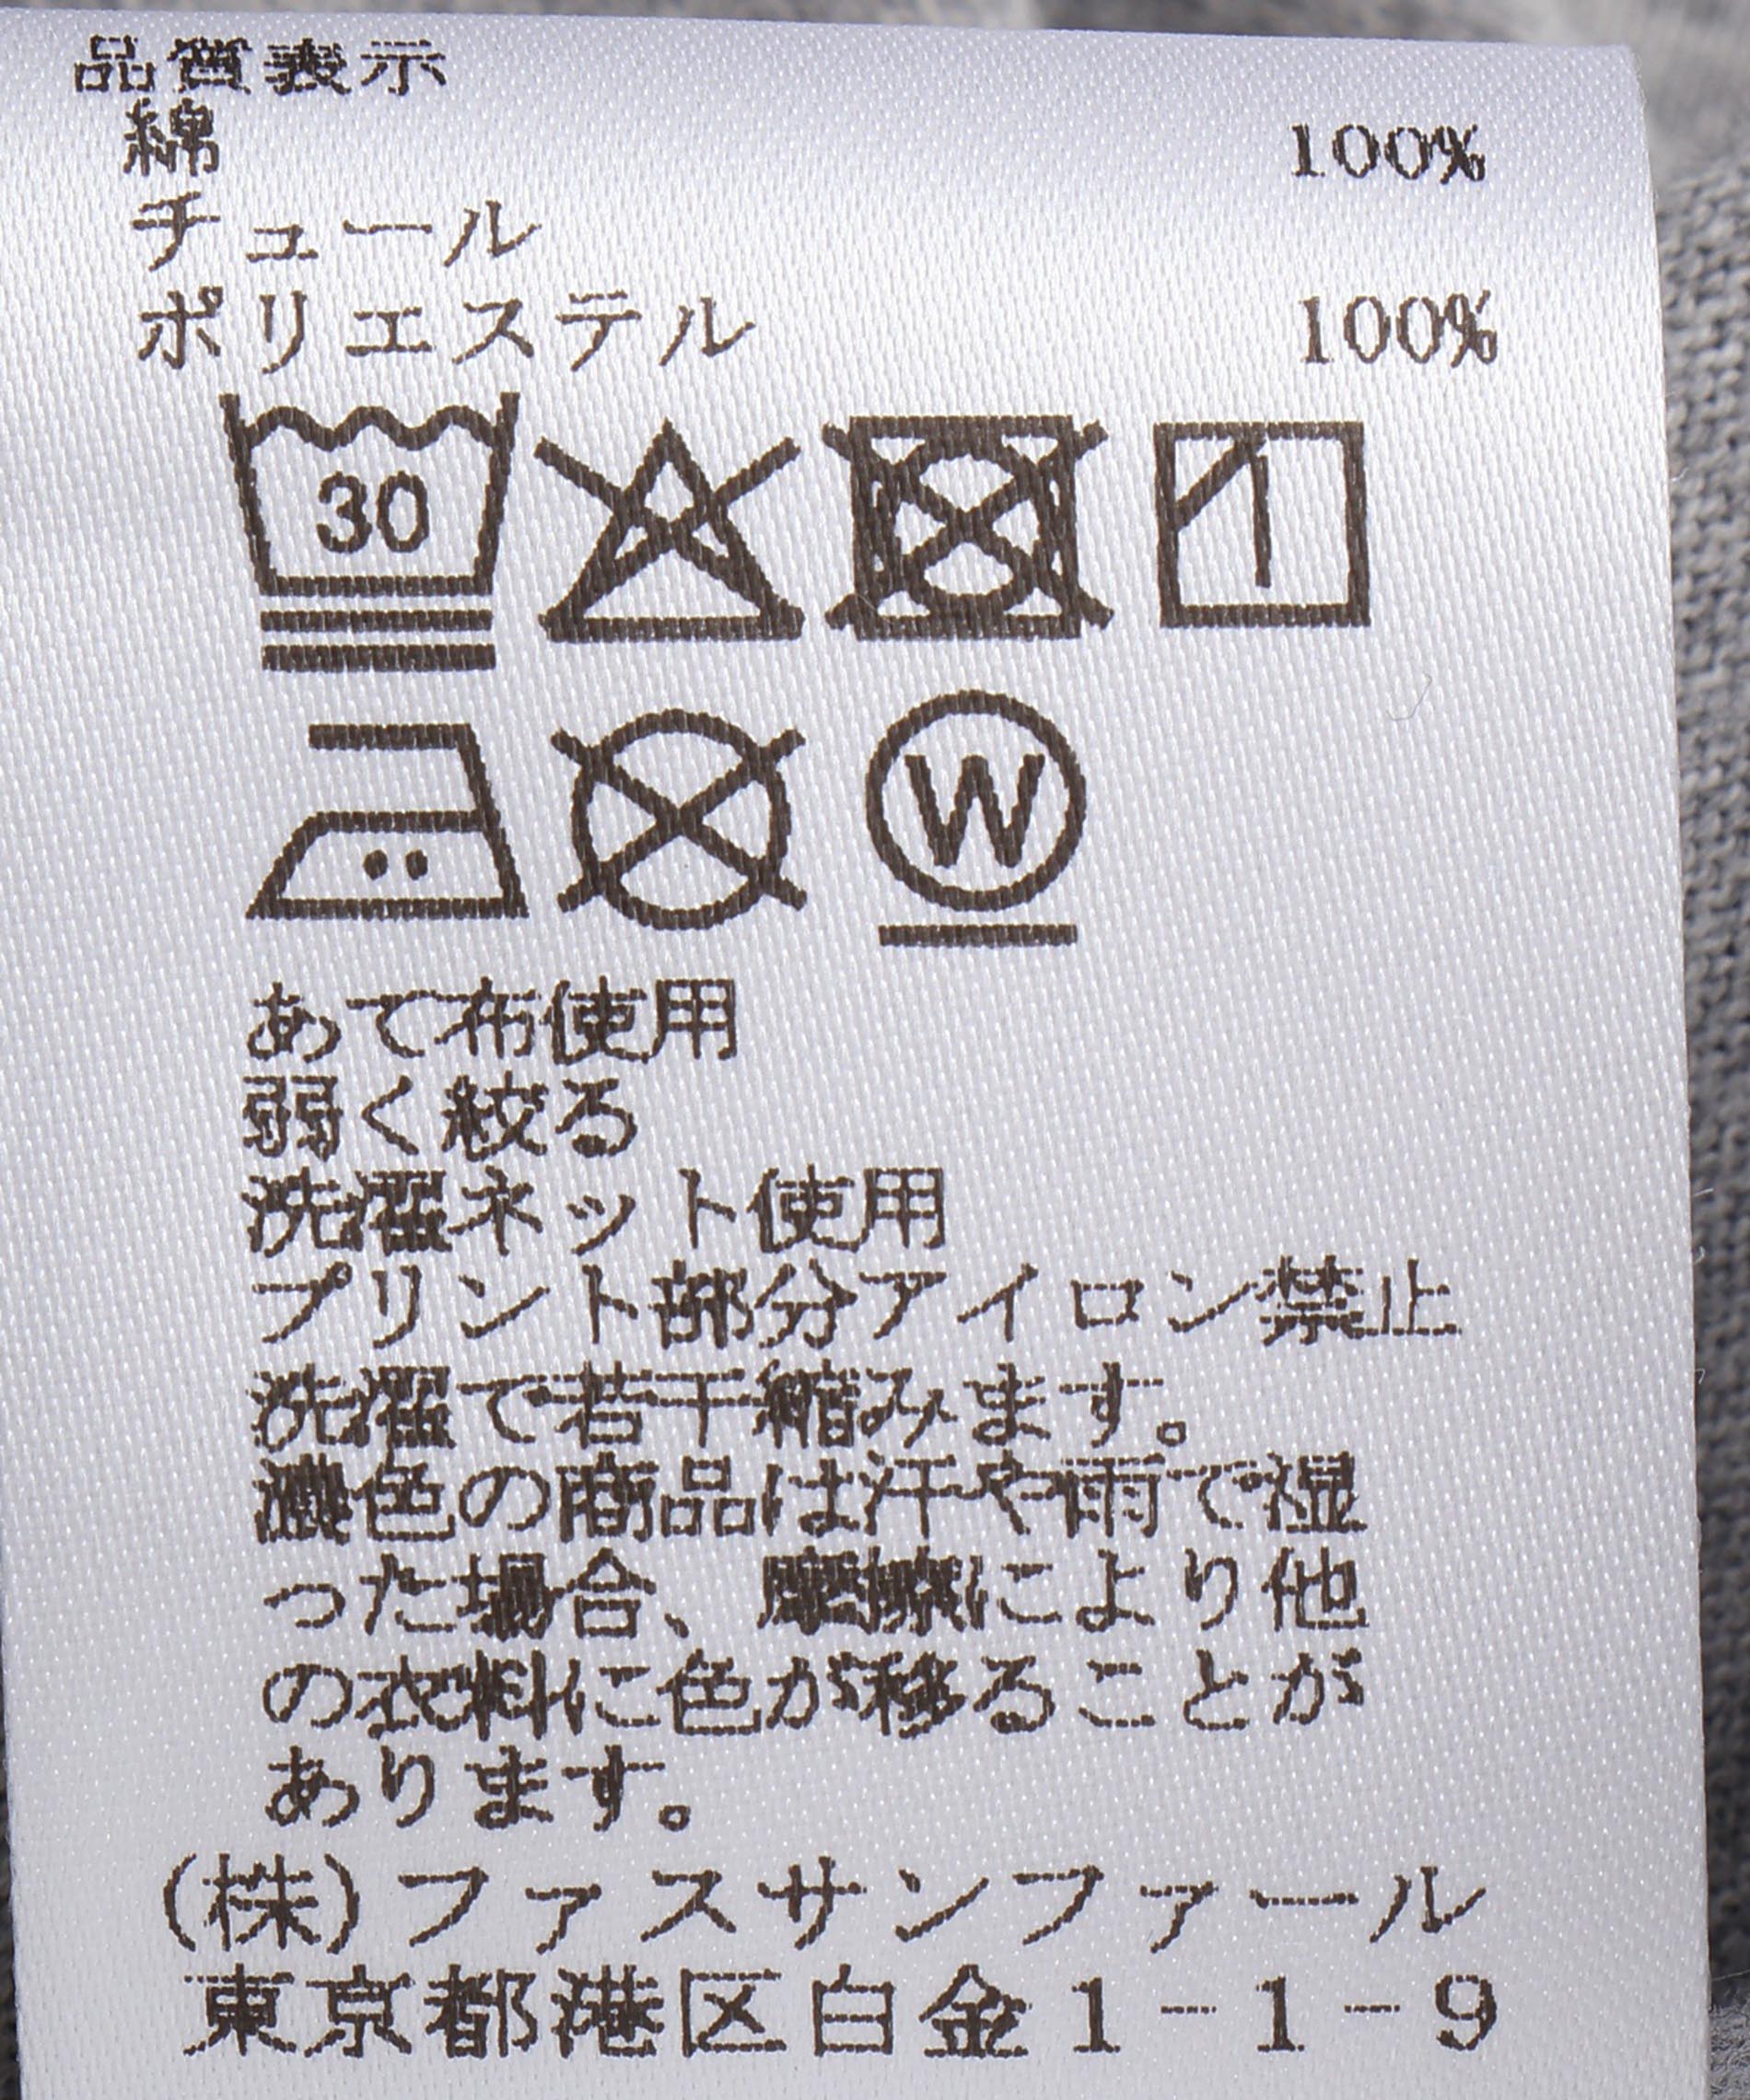 品質表示
綿 100%
チュール
ポリエステル 100%
30
W
あて布使用
弱く絞る
洗濯ネット使用
プリント部分アイロン禁止
洗濯で若干縮みます。
濃色の商品は汗や雨で湿
った場合、摩擦により他
の衣料に色が移ることが
あります。
(株)ファスサンファール
東京都港区白金1-1-9